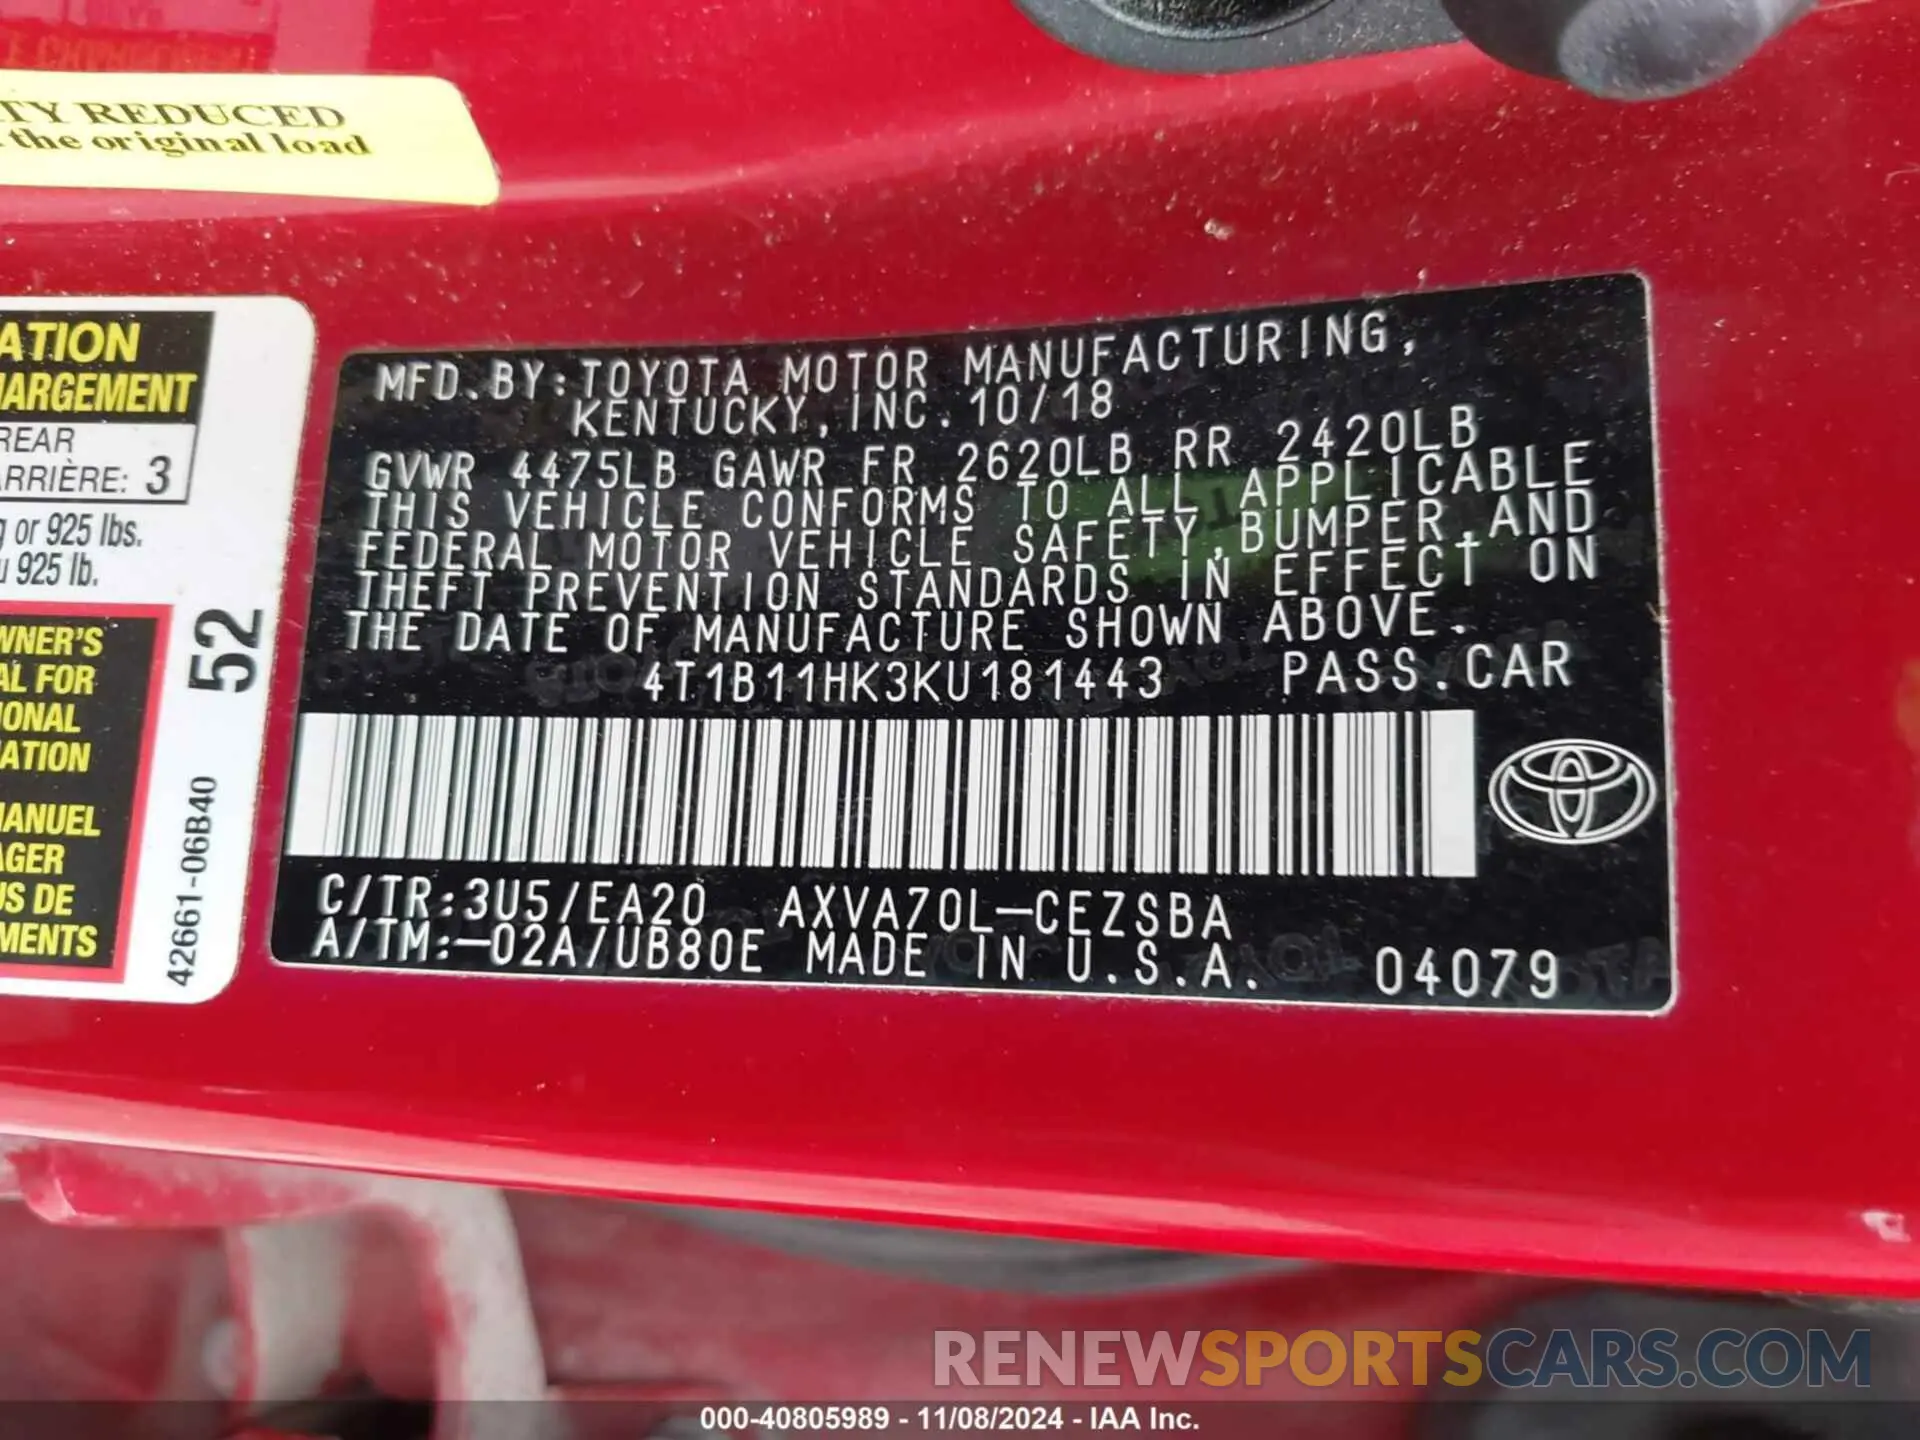 TY REDUCED
the original load
ATION
HARGEMENT
REAR
ARRIÈRE: 3
g or 925 lbs.
u 925 lb.
WNER'S
AL FOR
IONAL
ATION
MANUEL
AGER
US DE
MENTS
52
42661-06B40
MFD. BY: TOYOTA MOTOR MANUFACTURING,
KENTUCKY, INC. 10/18
GVWR 4475LB GAWR FR 2620LB RR 2420LB
THIS VEHICLE CONFORMS TO ALL APPLICABLE
FEDERAL MOTOR VEHICLE SAFETY, BUMPER, AND
THEFT PREVENTION STANDARDS IN EFFECT ON
THE DATE OF MANUFACTURE SHOWN ABOVE.
4T1B11HK3KU181443 PASS. CAR
C/TR: 3U5/EA20 AXVA70L-CEZSBA
A/TM:-02A/UB80E MADE IN U.S.A. 04079
RENEWSPORTSCARS.COM
000-40805989 - 11/08/2024 - IAA Inc.